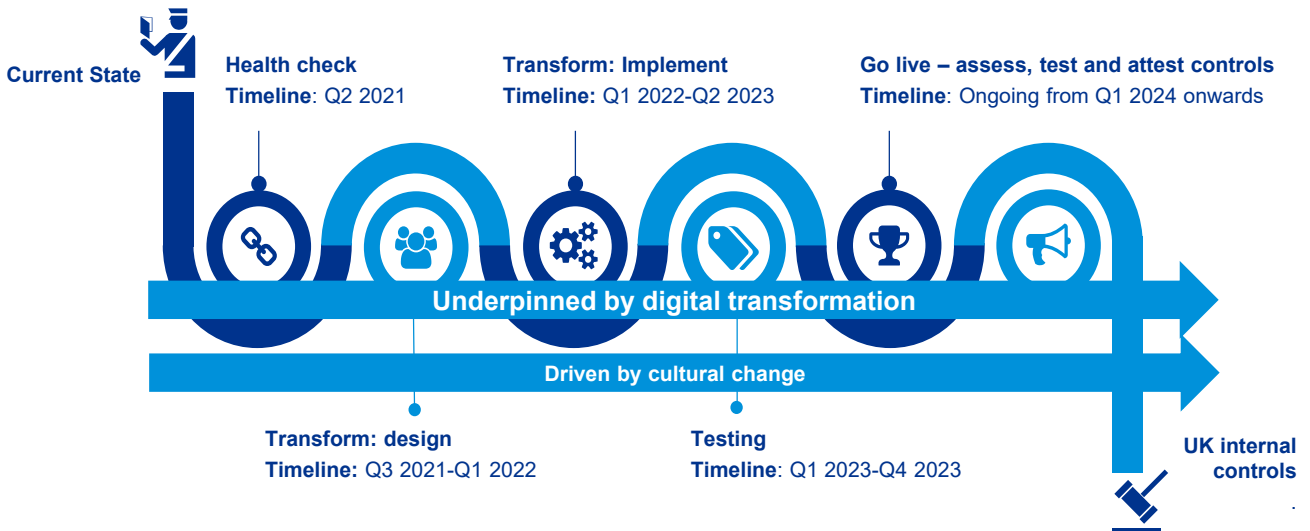 Current State
Health check
Timeline: Q2 2021
Transform: Implement
Timeline: Q1 2022-Q2 2023
Go live – assess, test and attest controls
Timeline: Ongoing from Q1 2024 onwards
Underpinned by digital transformation
Driven by cultural change
Transform: design
Timeline: Q3 2021-Q1 2022
Testing
Timeline: Q1 2023-Q4 2023
UK internal
controls
.